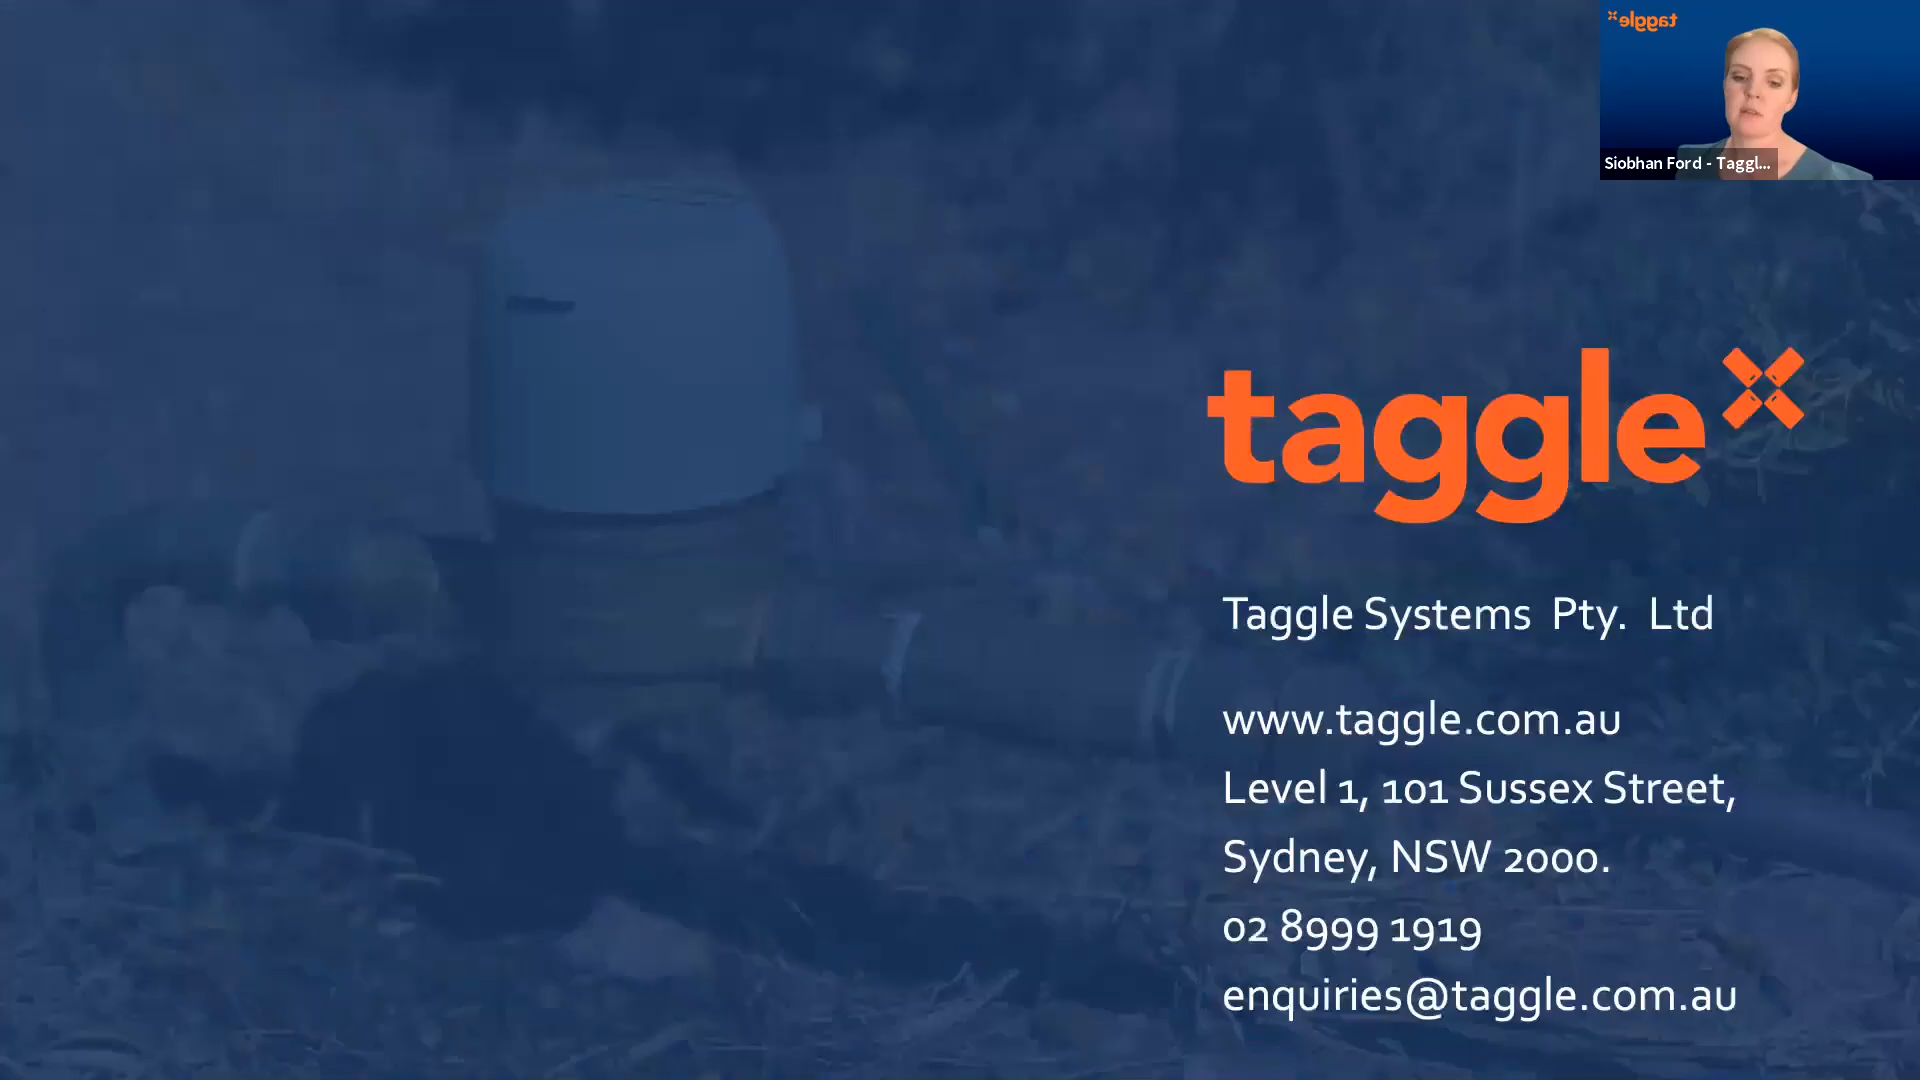 taggle
Siobhan Ford - Taggl...
taggle
Taggle Systems Pty. Ltd
www.taggle.com.au
Level 1, 101 Sussex Street,
Sydney, NSW 2000.
02 8999 1919
enquiries@taggle.com.au